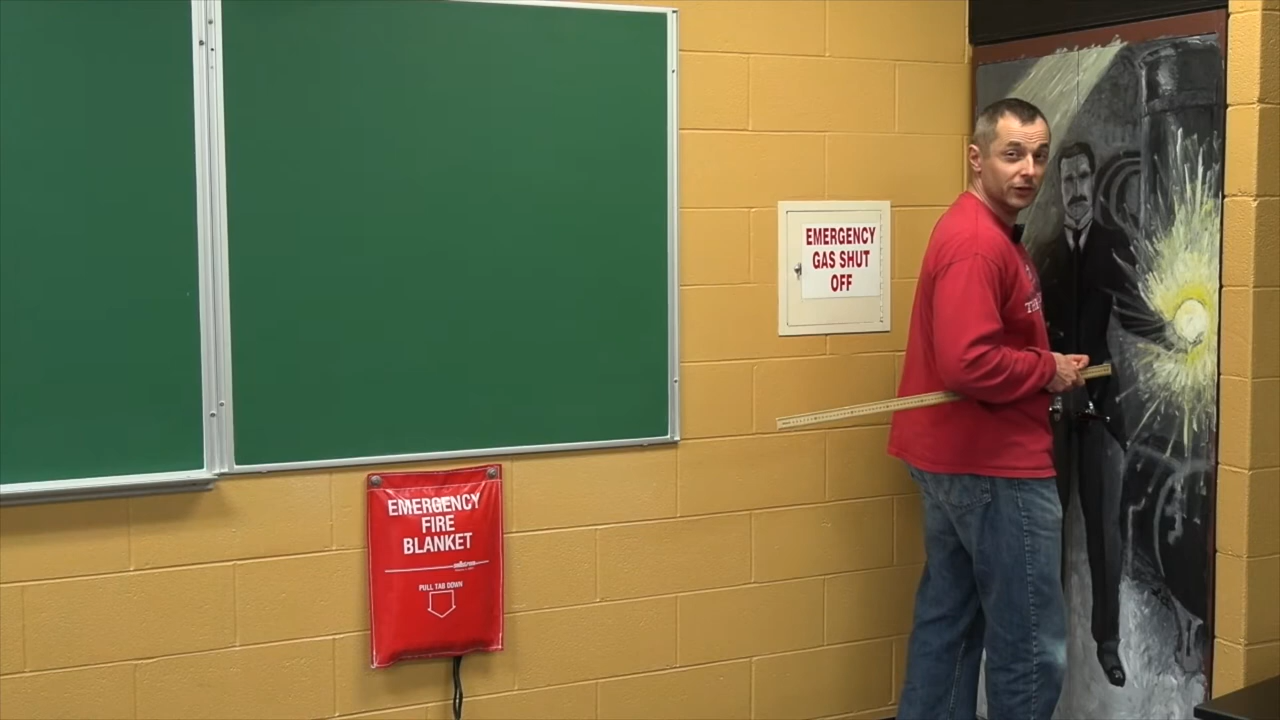 EMERGENCY
GAS SHUT
OFF
EMERGENCY
FIRE
BLANKET
PULL TAB DOWN